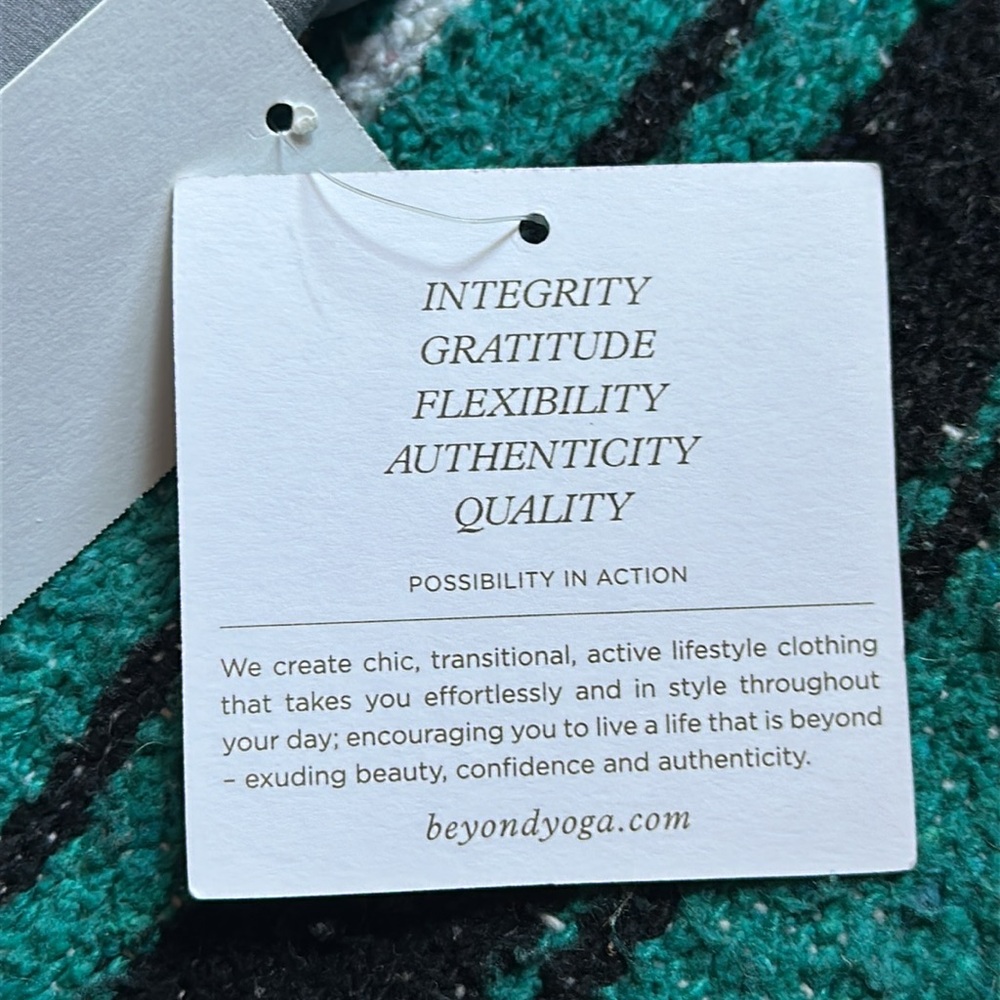 INTEGRITY
GRATITUDE
FLEXIBILITY
AUTHENTICITY
QUALITY
POSSIBILITY IN ACTION
We create chic, transitional, active lifestyle clothing
that takes you effortlessly and in style throughout
your day; encouraging you to live a life that is beyond
– exuding beauty, confidence and authenticity.
beyondyoga.com